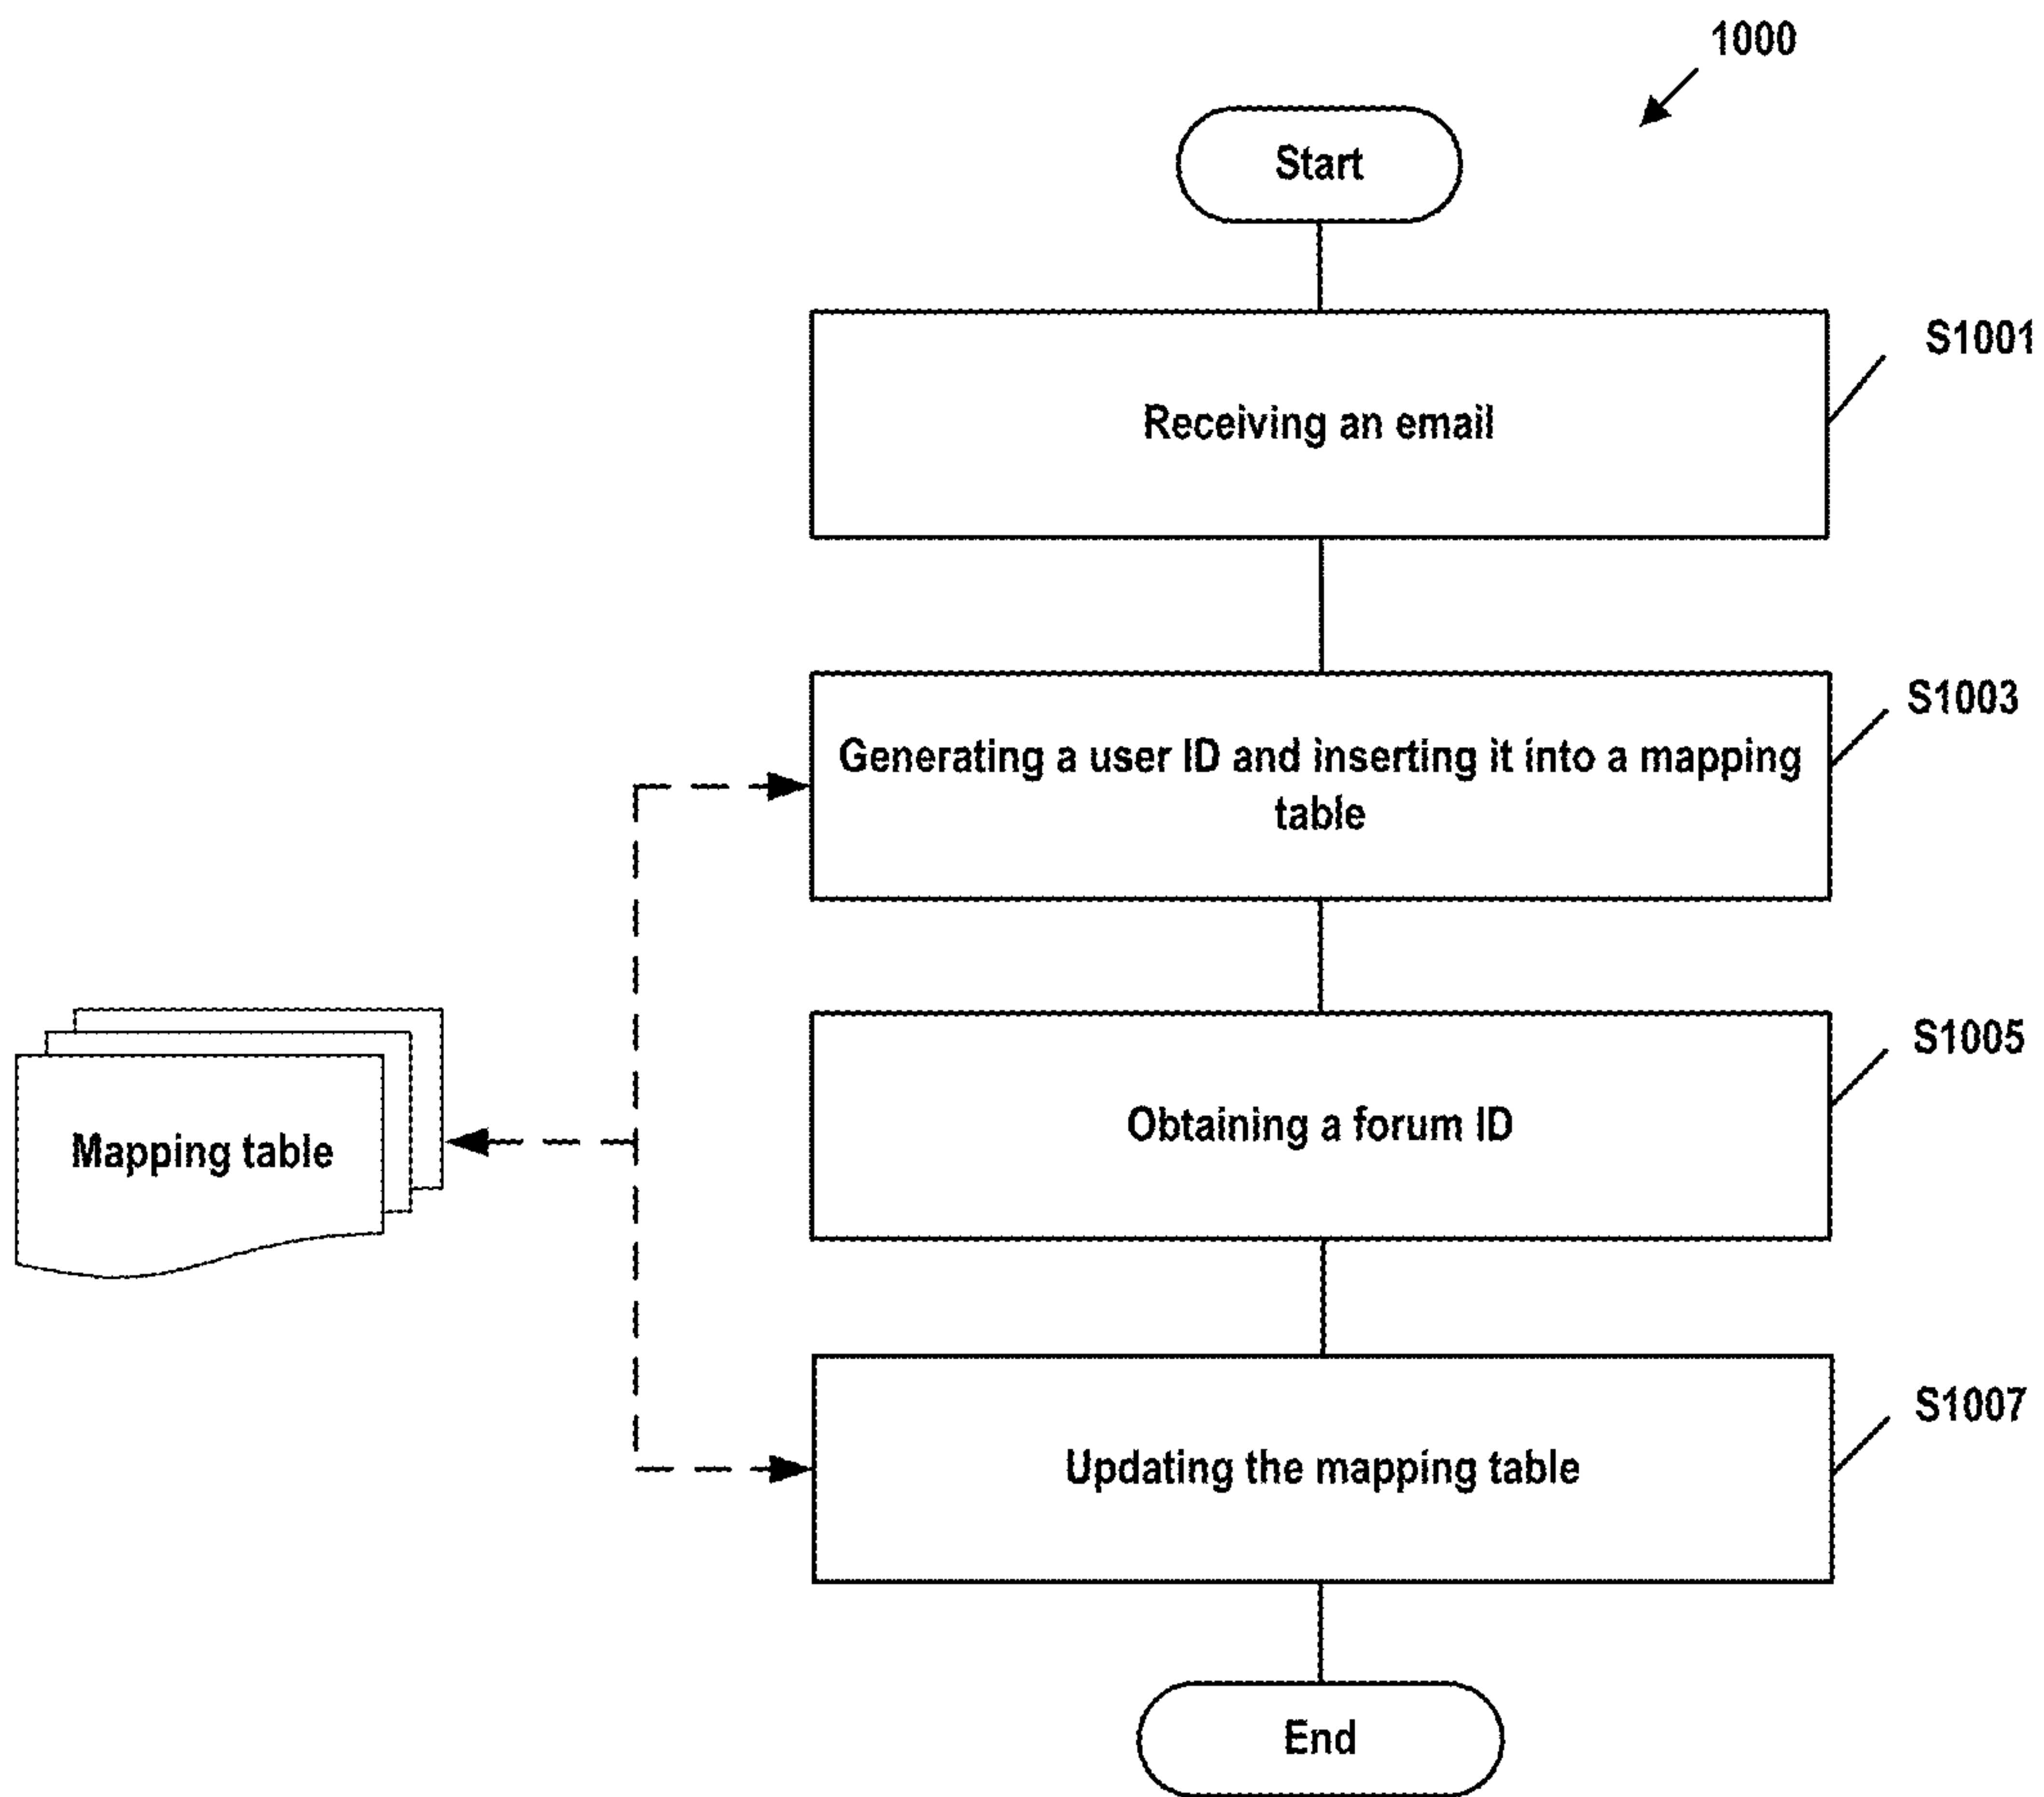 1000
Start
S1001
Receiving an email
S1003
Generating a user ID and inserting it into a mapping
table
S1005
Obtaining a forum ID
Mapping table
S1007
Updating the mapping table
End